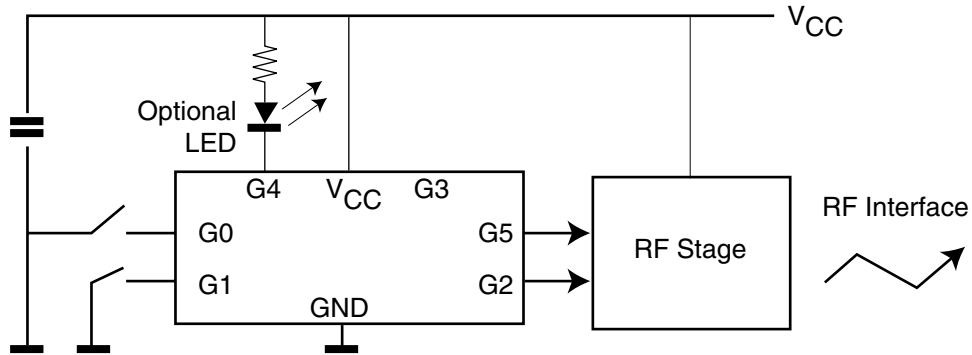 VCC
Optional
LED
G4
VCC
G3
G0
G5
G1
G2
GND
RF Stage
RF Interface